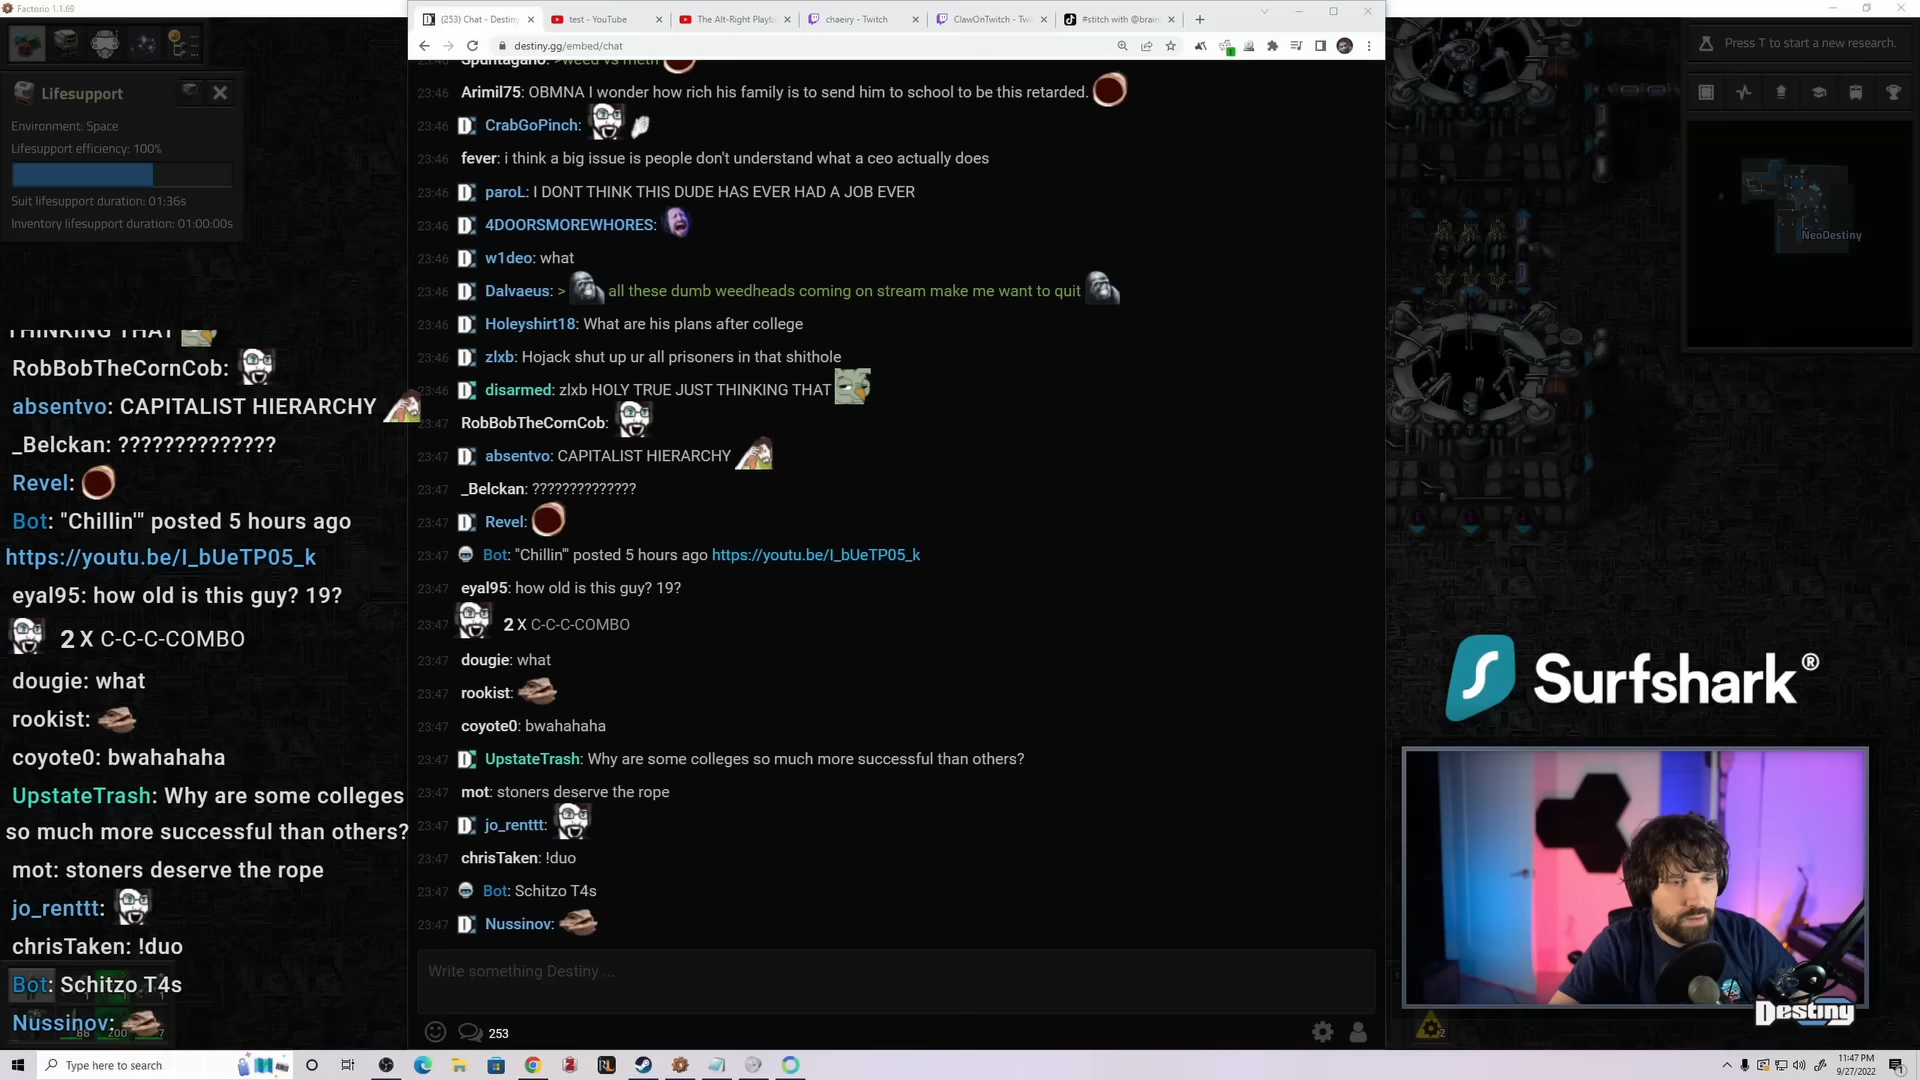 Factorio 1.1.69
(253) Chat - Destiny
test - YouTube
The Alt-Right Playb
chaeiry - Twitch
ClawOnTwitch - Twi
#stitch with @brain
destiny.gg/embed/chat
Press T to start a new research.
Lifesupport
Environment: Space
Lifesupport efficiency: 100%
Suit lifesupport duration: 01:36s
Inventory lifesupport duration: 01:00:00s
NeoDestiny
THINKING THAT
RobBobTheCornCob:
absentvo: CAPITALIST HIERARCHY
_Belckan: ??????????????
Revel:
Bot: "Chillin'" posted 5 hours ago
https://youtu.be/I_bUeTP05_k
eyal95: how old is this guy? 19?
2 X C-C-C-COMBO
dougie: what
rookist:
coyote0: bwahahaha
UpstateTrash: Why are some colleges
so much more successful than others?
mot: stoners deserve the rope
jo_renttt:
chrisTaken: !duo
Bot: Schitzo T4s
Nussinov:
88 200
23:46 Spuntagano: >weed vs meth
23:46 Arimil75: OBMNA I wonder how rich his family is to send him to school to be this retarded.
23:46 CrabGoPinch:
fever: i think a big issue is people don't understand what a ceo actually does
23:46 paroL: I DONT THINK THIS DUDE HAS EVER HAD A JOB EVER
23:46 4DOORSMOREWHORES:
23:46 w1deo: what
23:46 Dalvaeus: > all these dumb weedheads coming on stream make me want to quit
23:46 Holeyshirt18: What are his plans after college
23:46 zlxb: Hojack shut up ur all prisoners in that shithole
23:46 disarmed: zlxb HOLY TRUE JUST THINKING THAT
23:47 RobBobTheCornCob:
23:47 absentvo: CAPITALIST HIERARCHY
23:47 _Belckan: ??????????????
23:47 Revel:
23:47 Bot: "Chillin'" posted 5 hours ago https://youtu.be/I_bUeTP05_k
23:47 eyal95: how old is this guy? 19?
23:47 2 X C-C-C-COMBO
23:47 dougie: what
23:47 rookist:
23:47 coyote0: bwahahaha
23:47 UpstateTrash: Why are some colleges so much more successful than others?
23:47 mot: stoners deserve the rope
23:47 jo_renttt:
23:47 chrisTaken: !duo
23:47 Bot: Schitzo T4s
23:47 Nussinov:
Write something Destiny ...
253
Surfshark®
Destiny
2
Type here to search
11:47 PM
9/27/2022